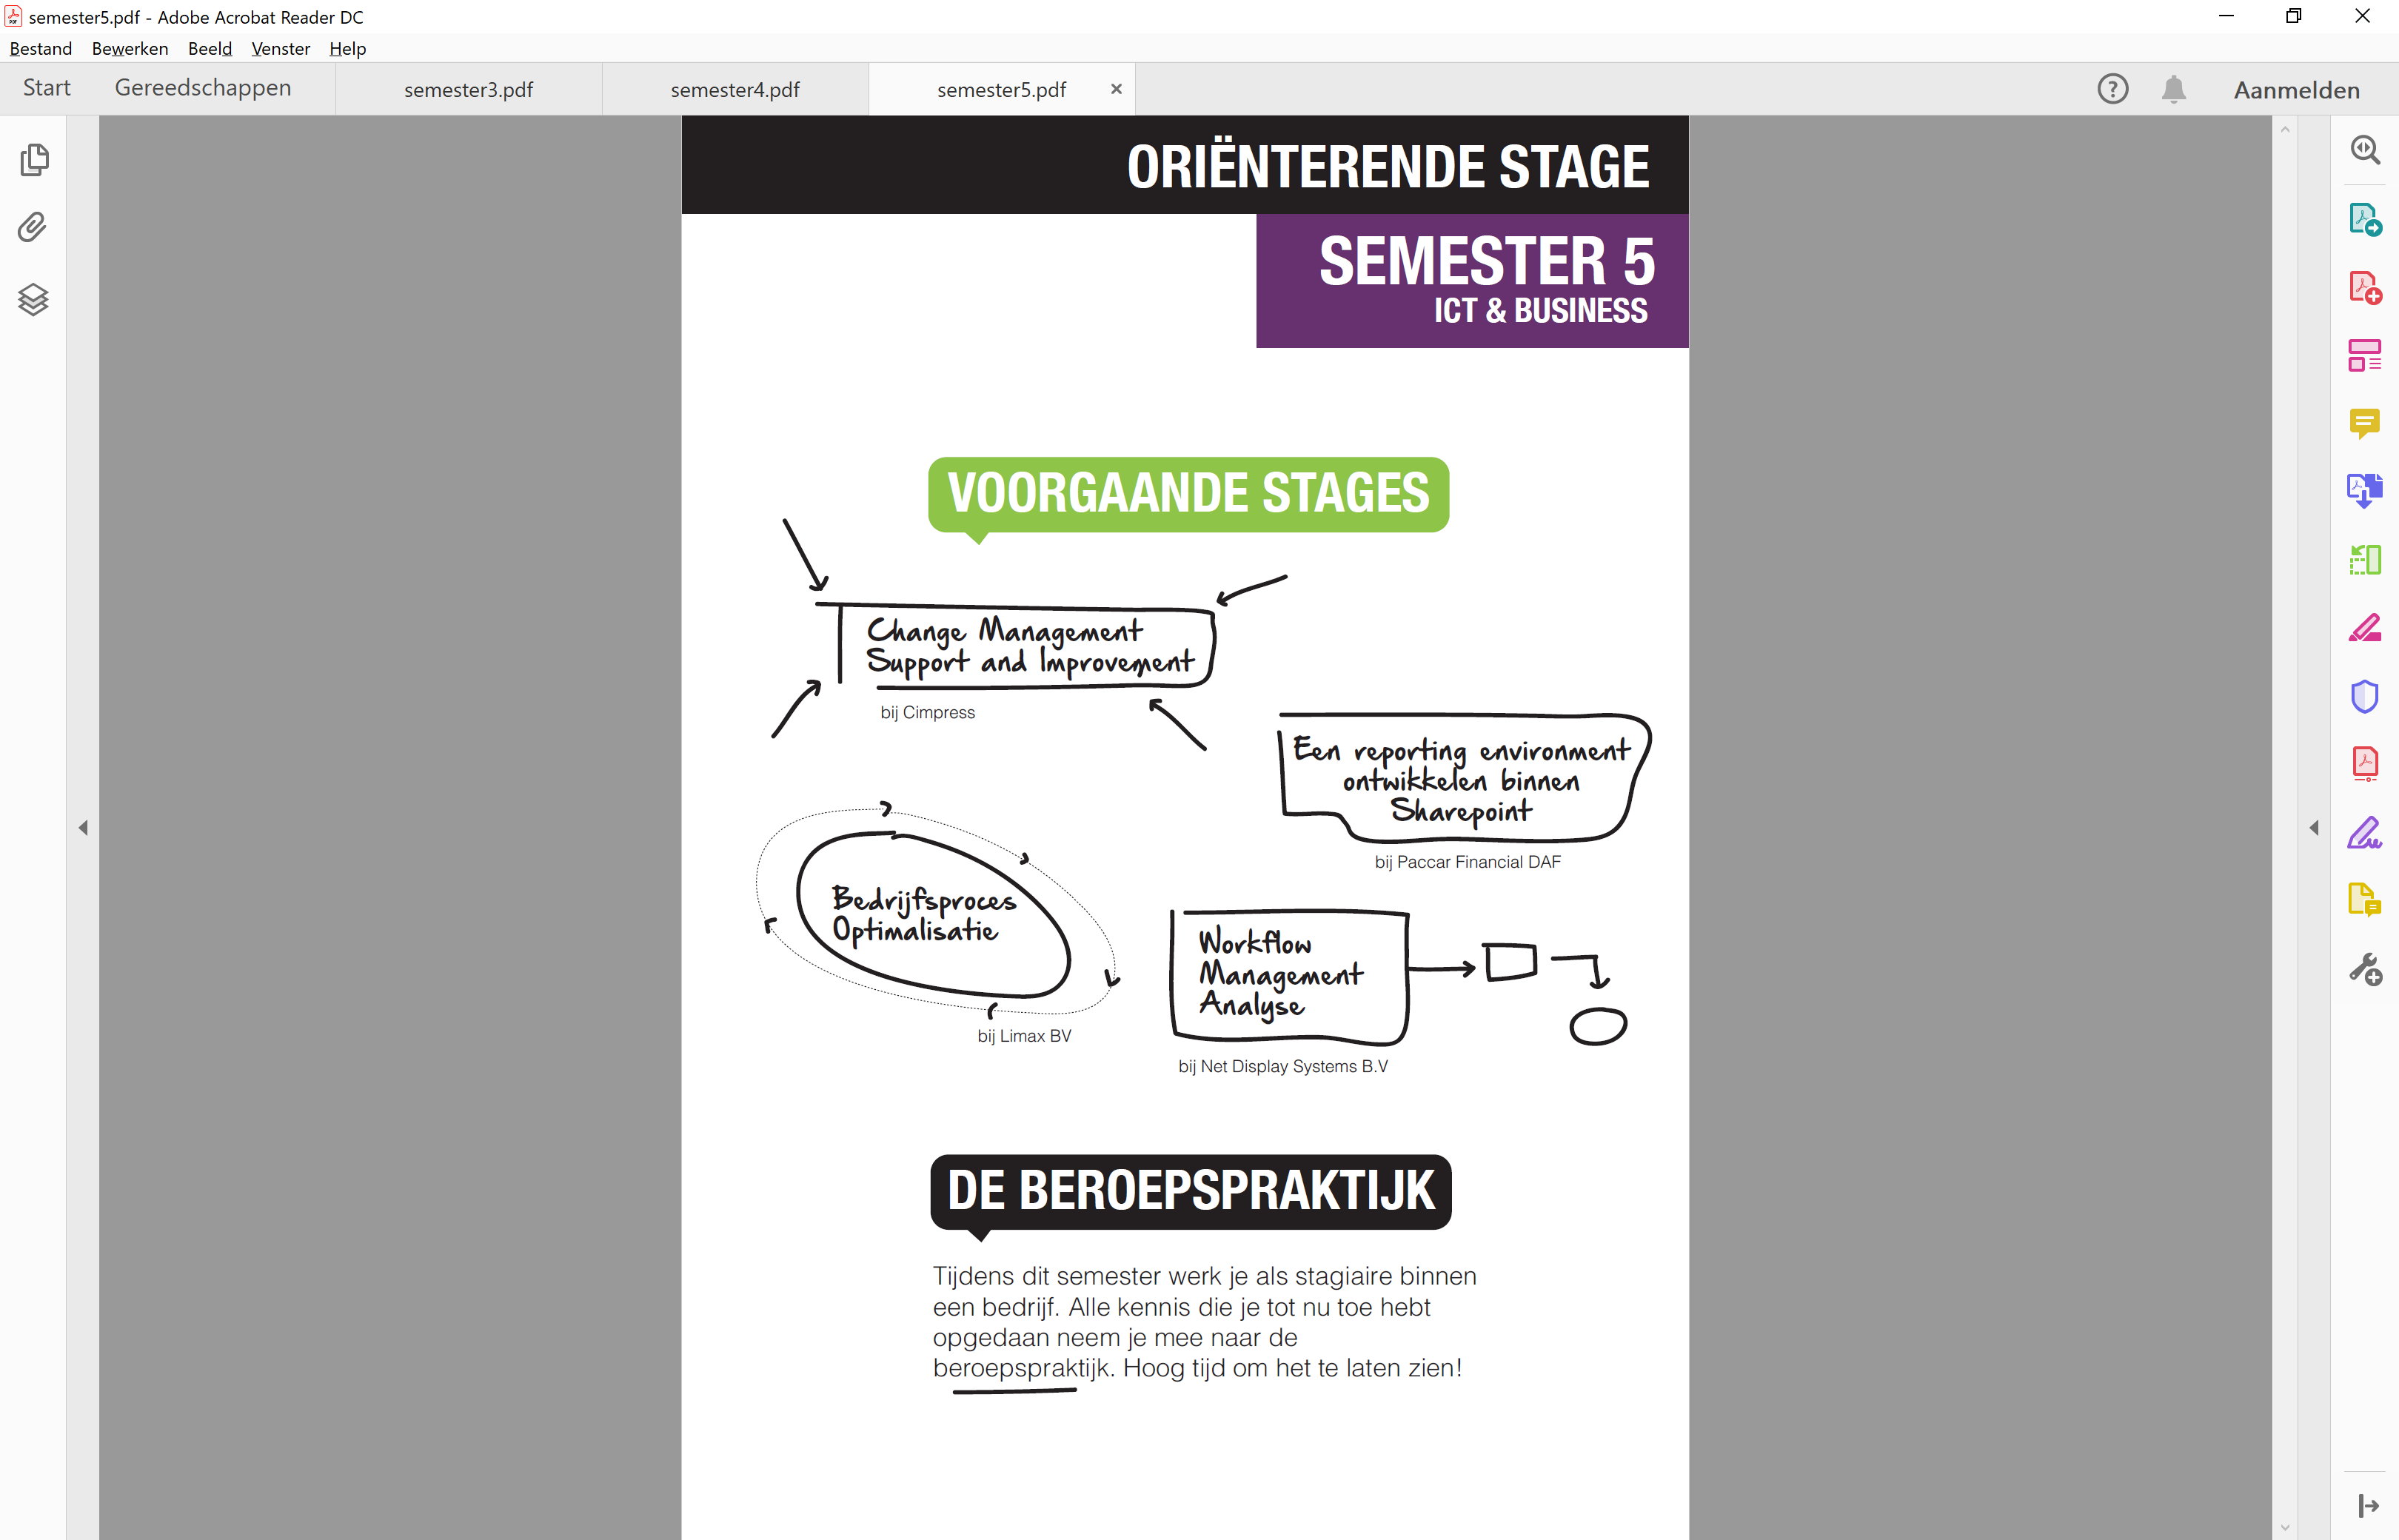 semester5.pdf - Adobe Acrobat Reader DC
Bestand Bewerken Beeld Venster Help
Start Gereedschappen semester3.pdf semester4.pdf semester5.pdf Aanmelden
ORIËNTERENDE STAGE
SEMESTER 5
ICT & BUSINESS
VOORGAANDE STAGES
Change Management
Support and Improvement
bij Cimpress
Een reporting environment
ontwikkelen binnen
Sharepoint
bij Paccar Financial DAF
Bedrijfsproces
Optimalisatie
bij Limax BV
Workflow
Management
Analyse
bij Net Display Systems B.V
DE BEROEPSPRAKTIJK
Tijdens dit semester werk je als stagiaire binnen
een bedrijf. Alle kennis die je tot nu toe hebt
opgedaan neem je mee naar de
beroepspraktijk. Hoog tijd om het te laten zien!